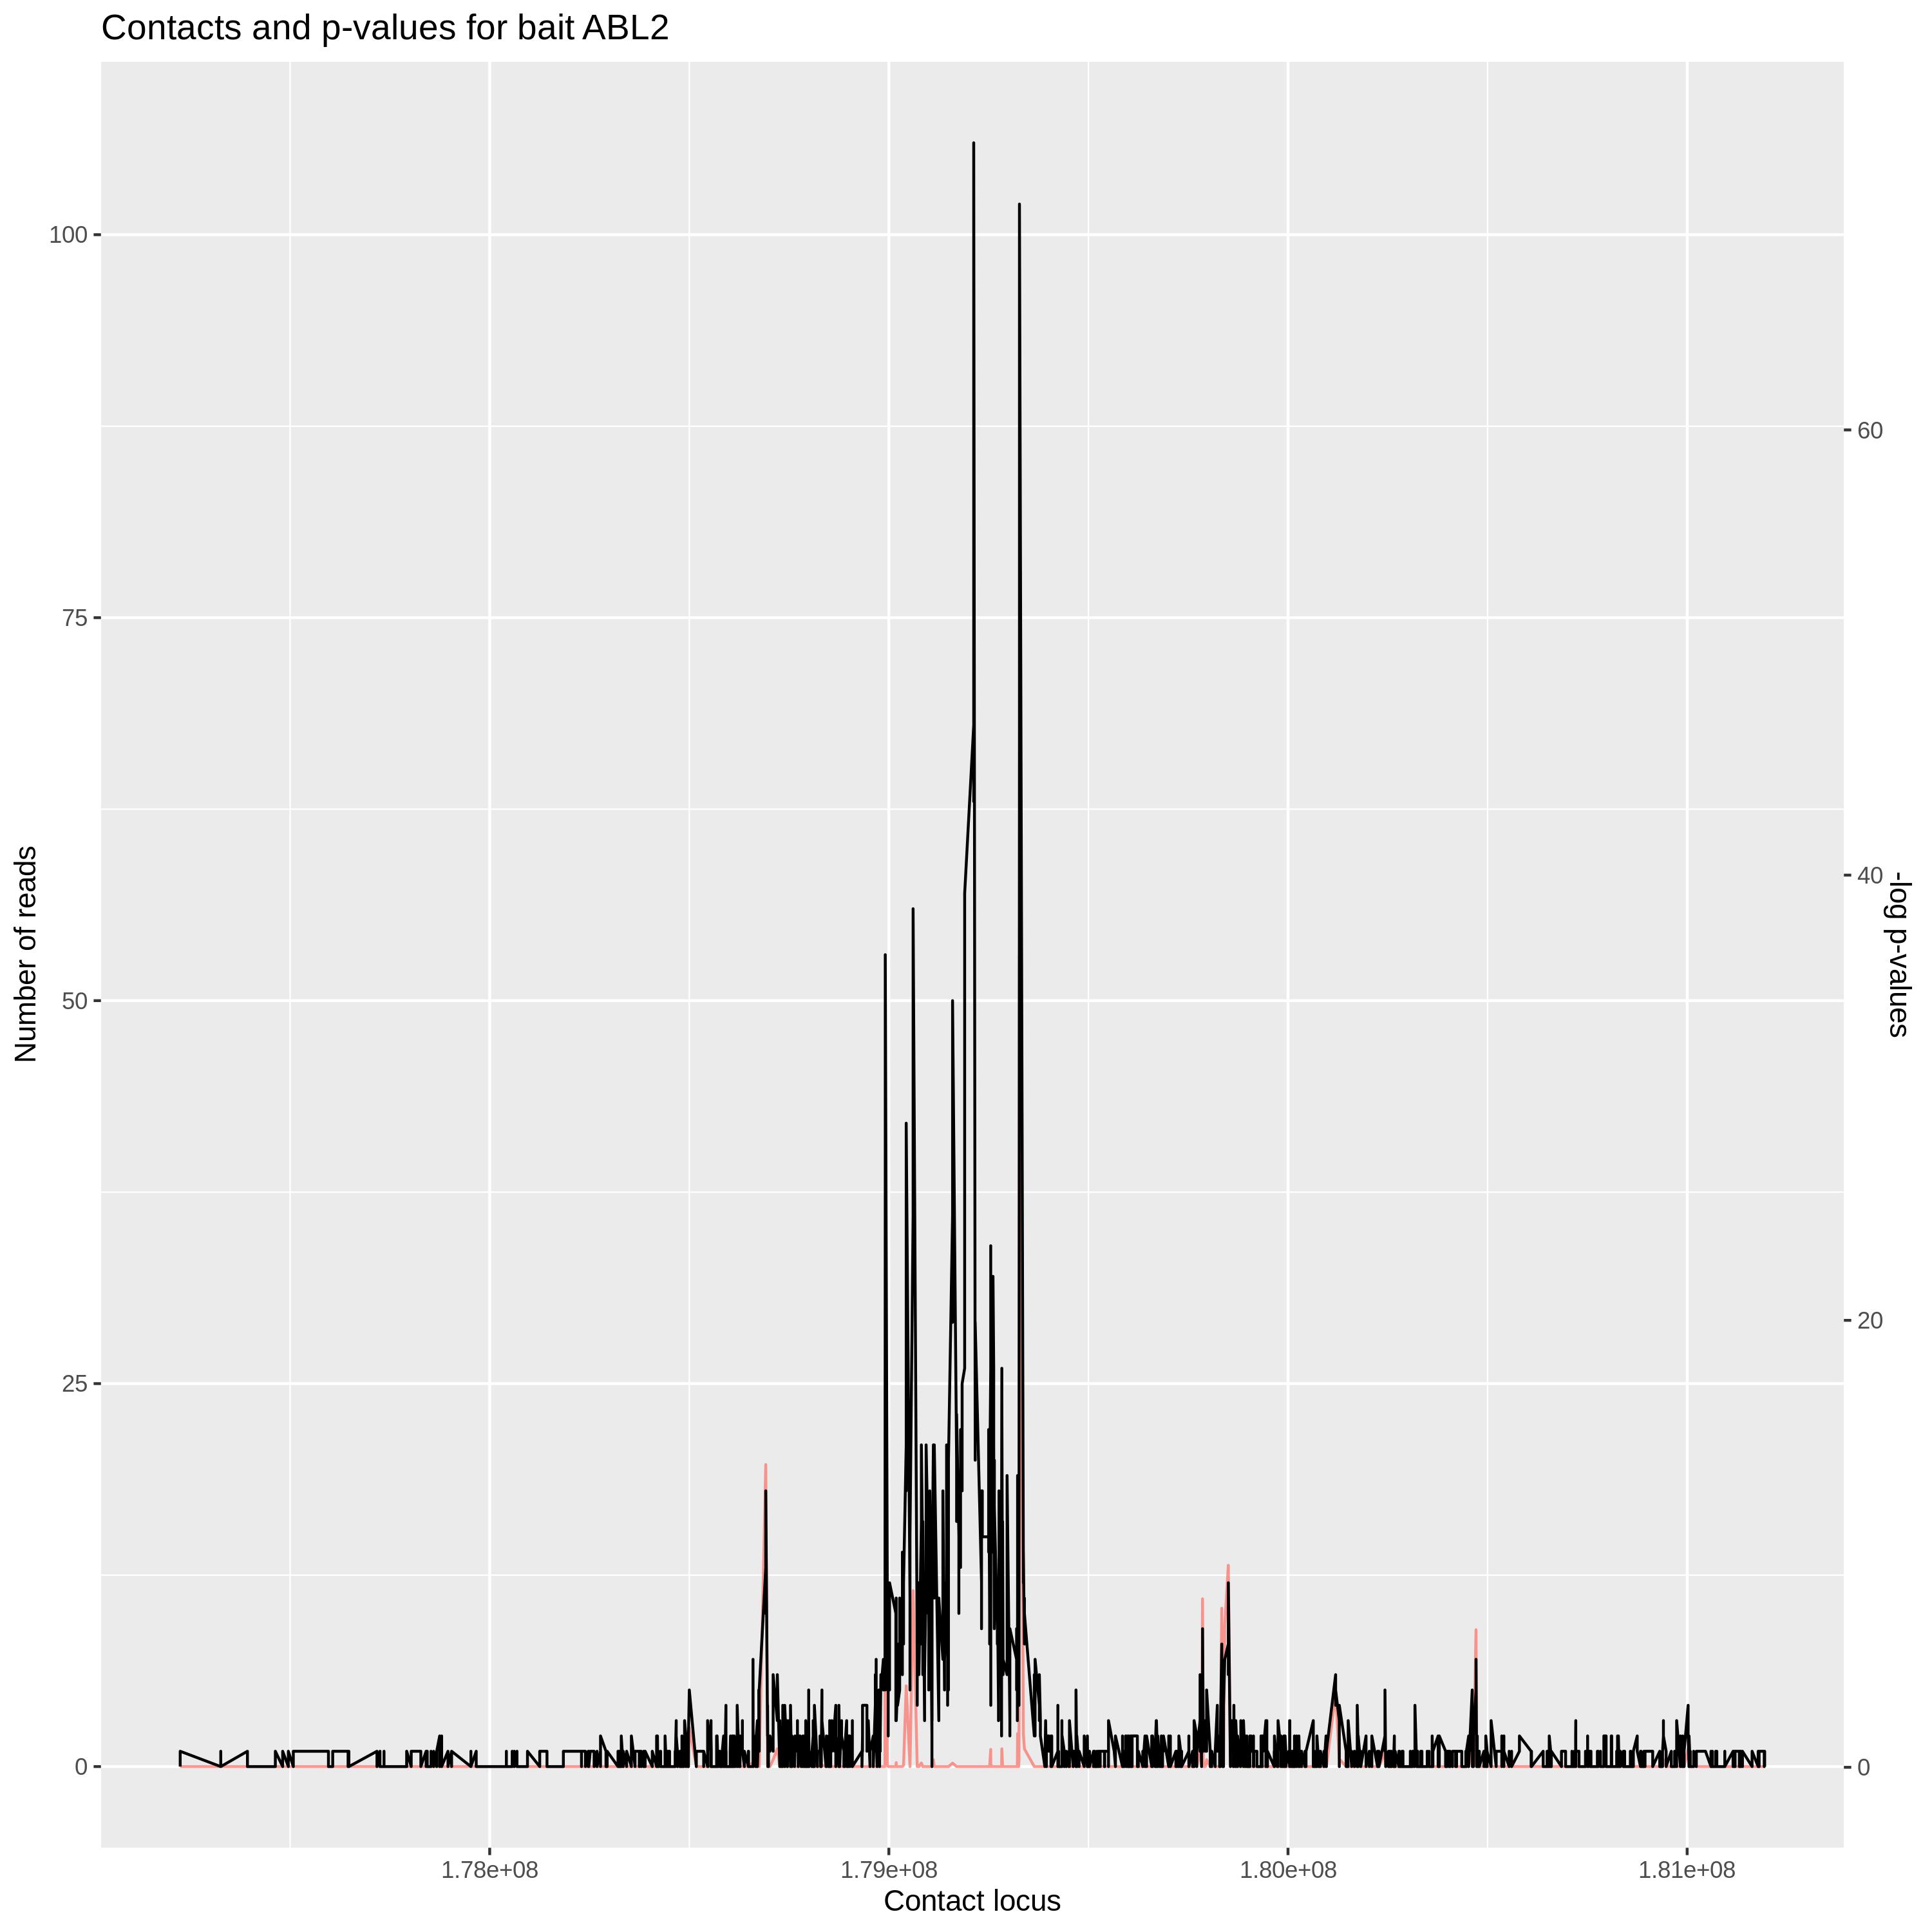 Contacts and p-values for bait ABL2
100
75
50
25
0
60
40
20
0
Number of reads
-log p-values
1.78e+08
1.79e+08
1.80e+08
1.81e+08
Contact locus